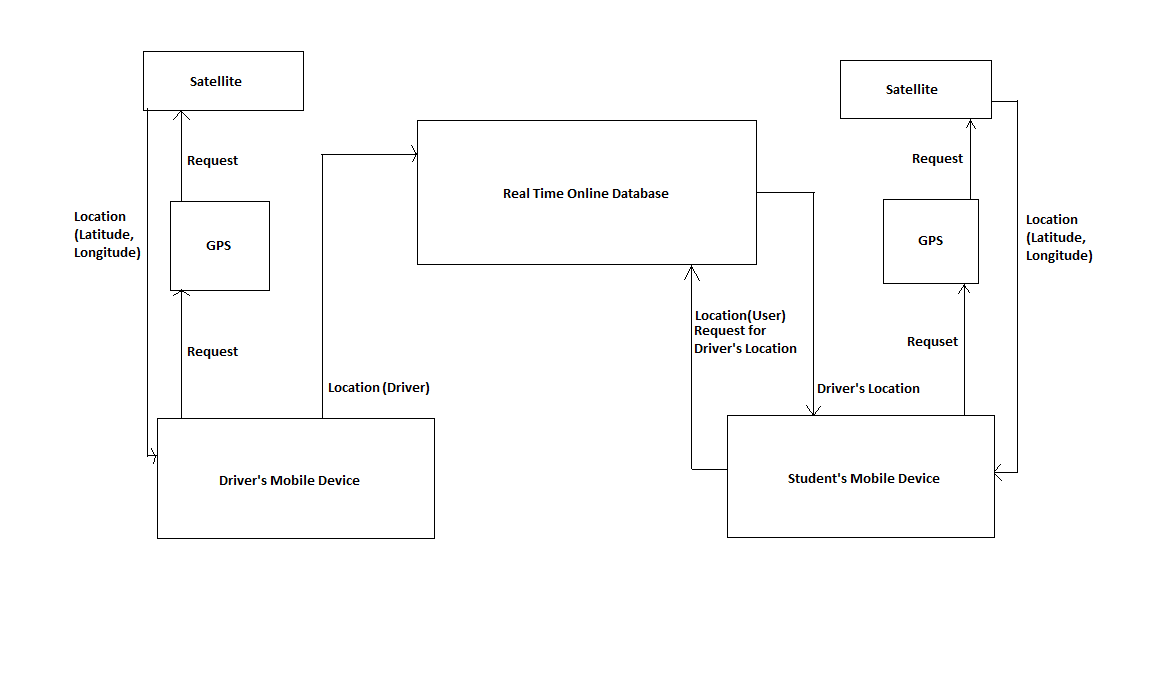 Satellite
Satellite
Request
Request
Real Time Online Database
Location
(Latitude,
Longitude)
GPS
GPS
Location
(Latitude,
Longitude)
Location(User)
Request for
Driver's Location
Request
Requset
Location (Driver)
Driver's Location
Driver's Mobile Device
Student's Mobile Device